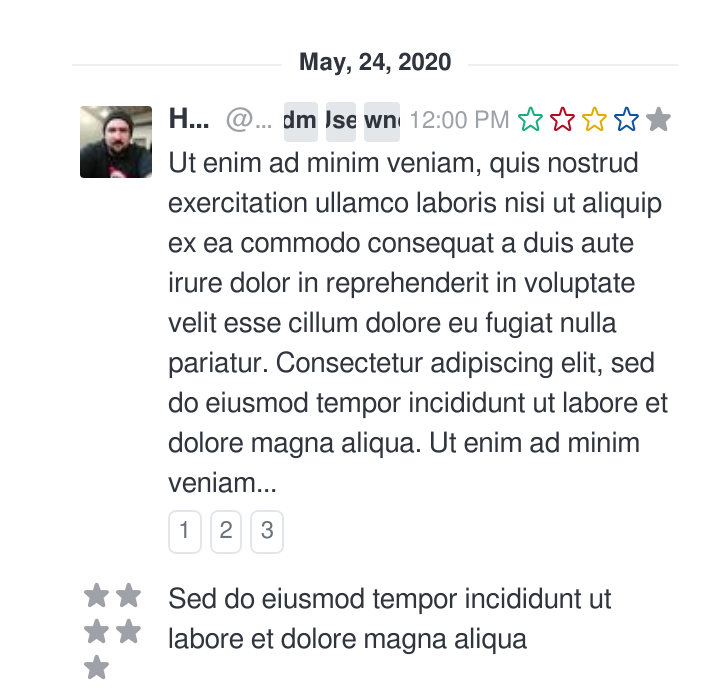 May, 24, 2020
H... @... dm Use wn 12:00 PM
Ut enim ad minim veniam, quis nostrud
exercitation ullamco laboris nisi ut aliquip
ex ea commodo consequat a duis aute
irure dolor in reprehenderit in voluptate
velit esse cillum dolore eu fugiat nulla
pariatur. Consectetur adipiscing elit, sed
do eiusmod tempor incididunt ut labore et
dolore magna aliqua. Ut enim ad minim
veniam...
1 2 3
Sed do eiusmod tempor incididunt ut
labore et dolore magna aliqua